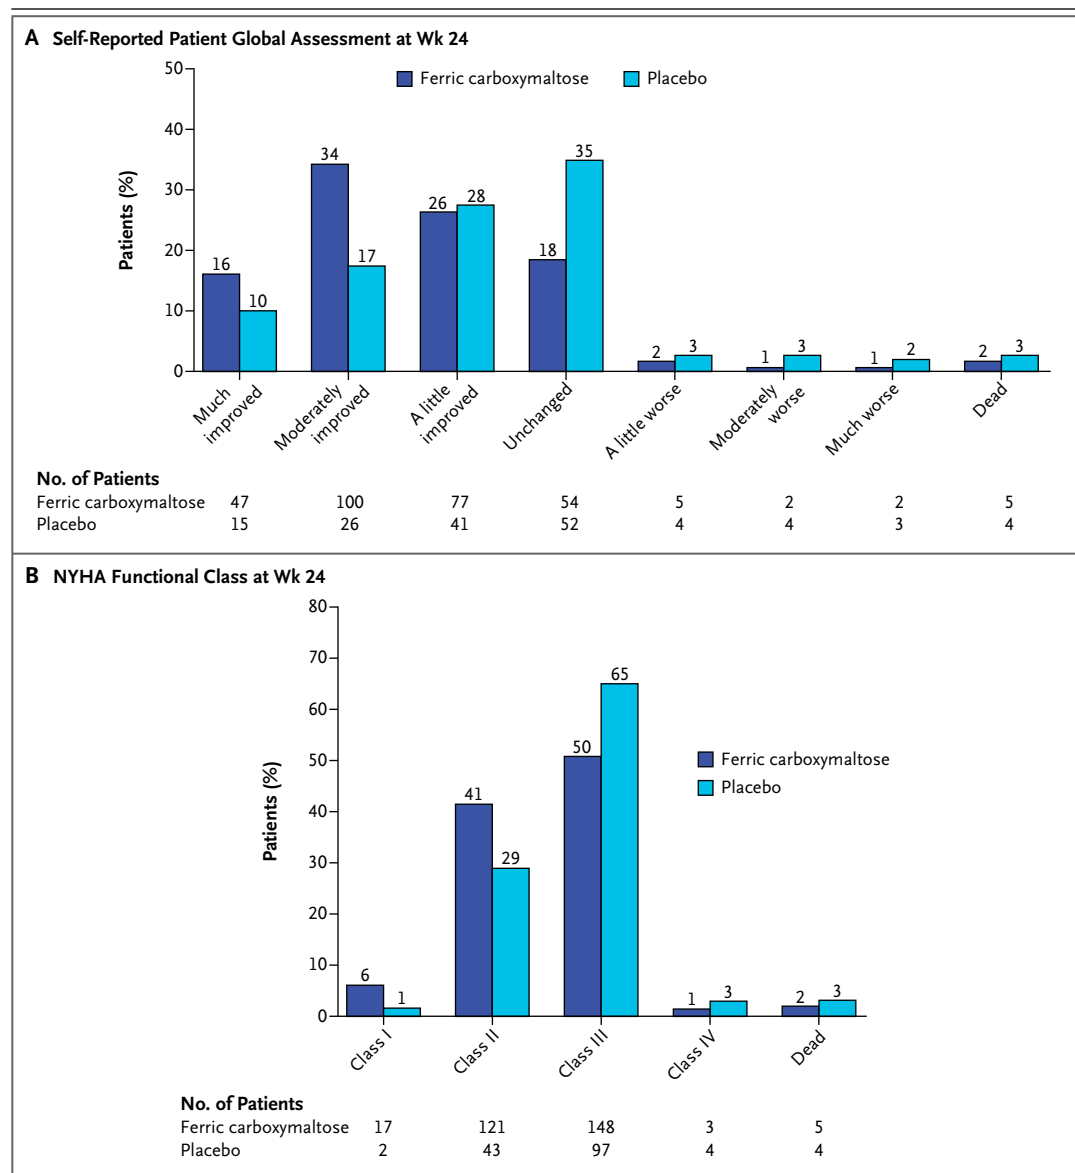 A Self-Reported Patient Global Assessment at Wk 24
50
40
30
20
10
0
Patients (%)
Ferric carboxymaltose
Placebo
16
10
34
17
26
28
18
35
2
3
1
3
1
2
2
3
Much
improved
Moderately
improved
A little
improved
Unchanged
A little worse
Moderately
worse
Much worse
Dead
No. of Patients
Ferric carboxymaltose 47 100 77 54 5 2 2 5
Placebo 15 26 41 52 4 4 3 4
B NYHA Functional Class at Wk 24
80
70
60
50
40
30
20
10
0
Patients (%)
Ferric carboxymaltose
Placebo
6
1
41
29
50
65
1
3
2
3
Class I
Class II
Class III
Class IV
Dead
No. of Patients
Ferric carboxymaltose 17 121 148 3 5
Placebo 2 43 97 4 4